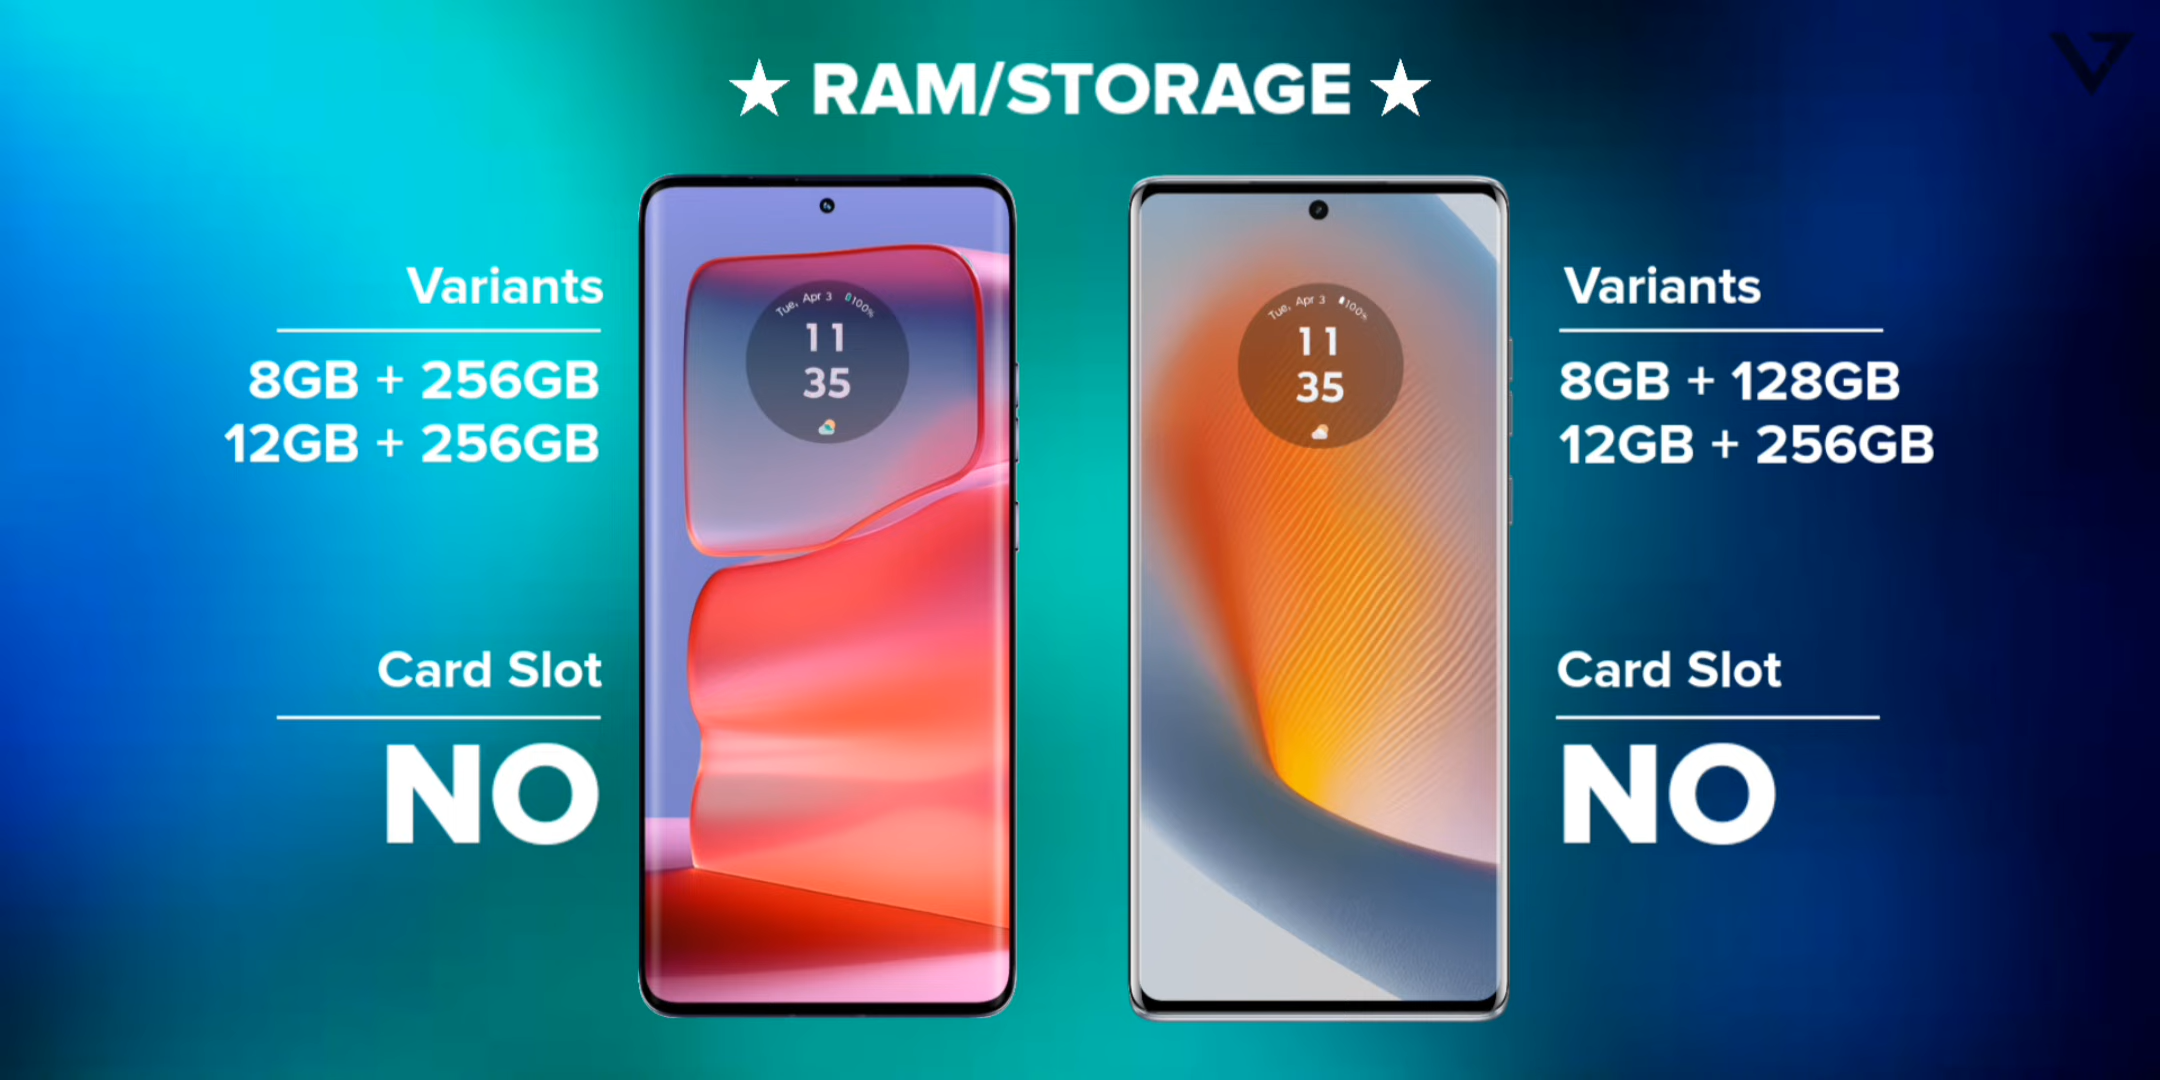 ★ RAM/STORAGE ★
Variants
8GB + 256GB
12GB + 256GB
Card Slot
NO
Tue, Apr 3 100%
11
35
Tue, Apr 3 100%
11
35
Variants
8GB + 128GB
12GB + 256GB
Card Slot
NO